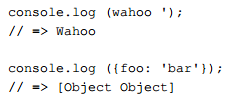 console.log (wahoo ');
// => Wahoo
console.log ({foo: 'bar'});
// => [Object Object]